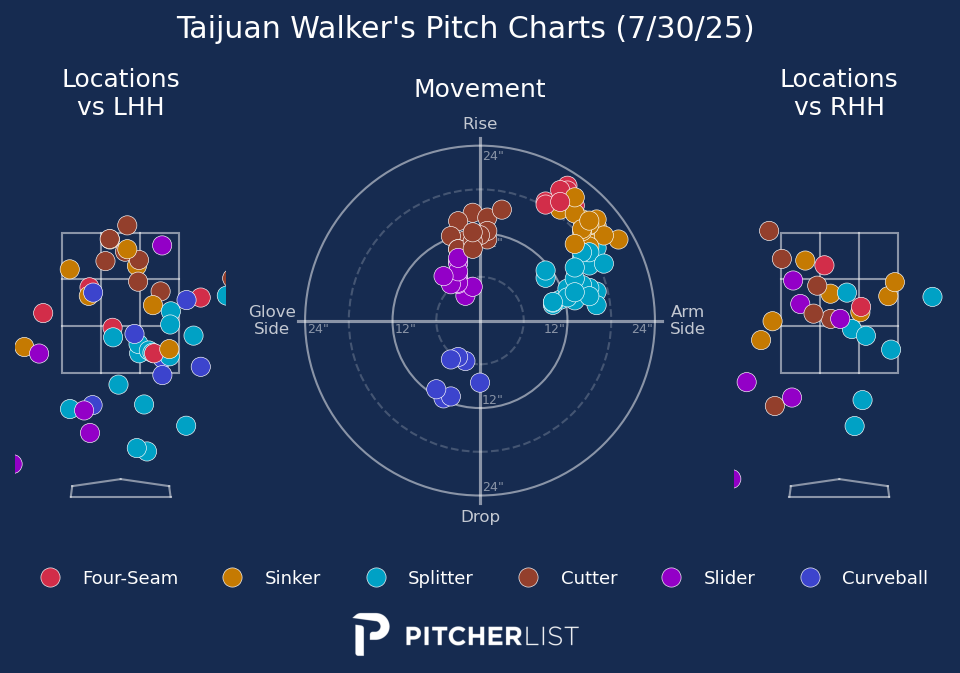 Taijuan Walker's Pitch Charts (7/30/25)
Locations
vs LHH
Movement
Locations
vs RHH
Rise
24"
Glove
Side
24"
12"
12"
24"
Arm
Side
12"
24"
Drop
Four-Seam
Sinker
Splitter
Cutter
Slider
Curveball
PITCHERLIST